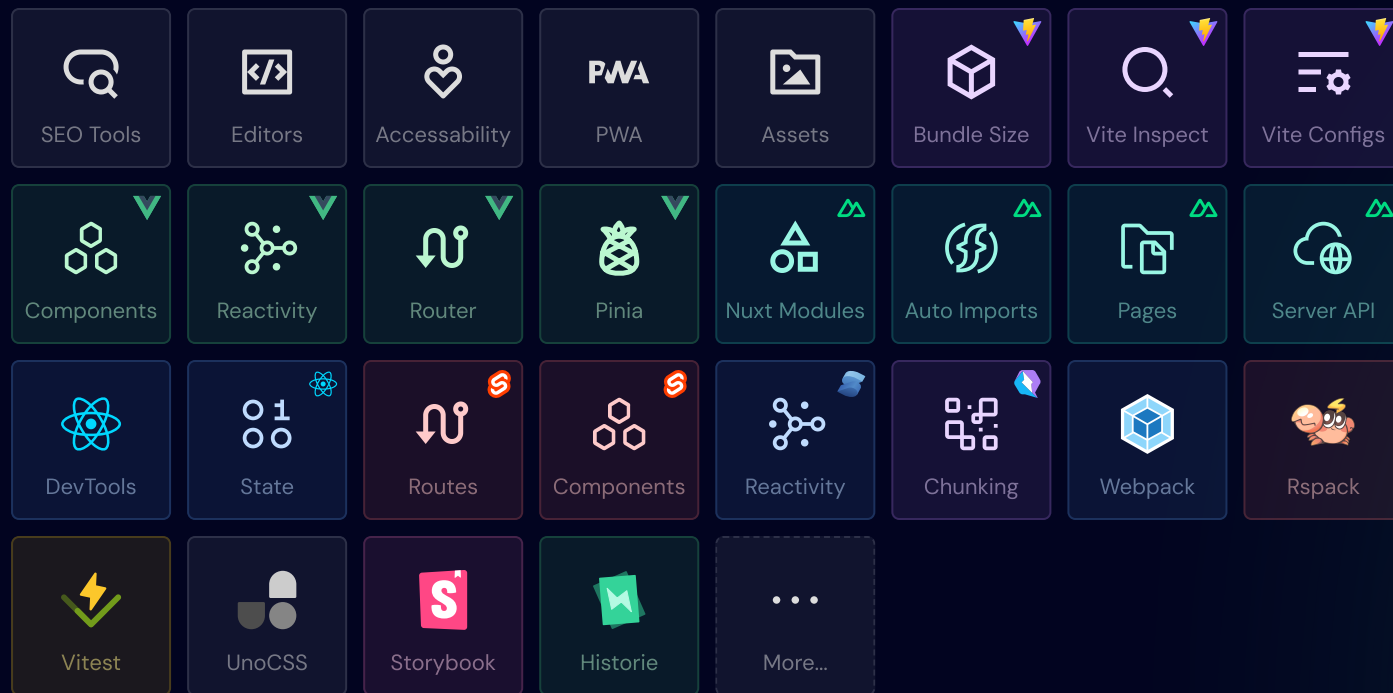 SEO Tools
Editors
Accessability
PWA
PWA
Assets
Bundle Size
Vite Inspect
Vite Configs
Components
Reactivity
Router
Pinia
Nuxt Modules
Auto Imports
Pages
Server API
DevTools
State
Routes
Components
Reactivity
Chunking
Webpack
Rspack
Vitest
UnoCSS
S
Storybook
Historie
More...